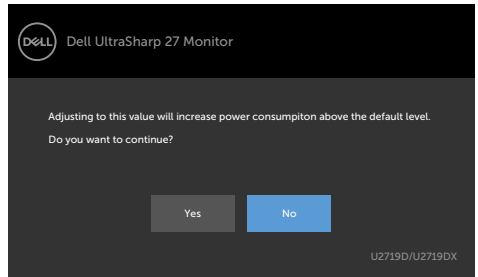 DELL Dell UltraSharp 27 Monitor
Adjusting to this value will increase power consumpiton above the default level.
Do you want to continue?
Yes No
U2719D/U2719DX